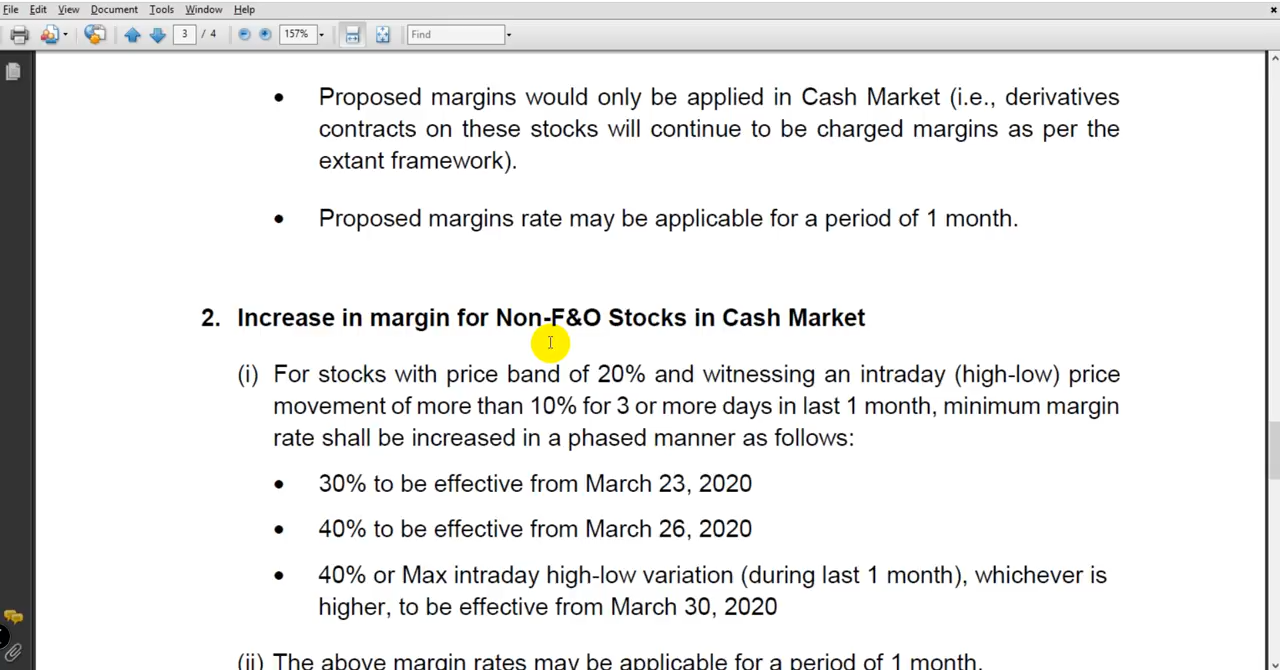 File Edit View Document Tools Window Help
3 / 4 157% Find
• Proposed margins would only be applied in Cash Market (i.e., derivatives
contracts on these stocks will continue to be charged margins as per the
extant framework).
• Proposed margins rate may be applicable for a period of 1 month.
2. Increase in margin for Non-F&O Stocks in Cash Market
(i) For stocks with price band of 20% and witnessing an intraday (high-low) price
movement of more than 10% for 3 or more days in last 1 month, minimum margin
rate shall be increased in a phased manner as follows:
• 30% to be effective from March 23, 2020
• 40% to be effective from March 26, 2020
• 40% or Max intraday high-low variation (during last 1 month), whichever is
higher, to be effective from March 30, 2020
(ii) The above margin rates may be applicable for a period of 1 month.